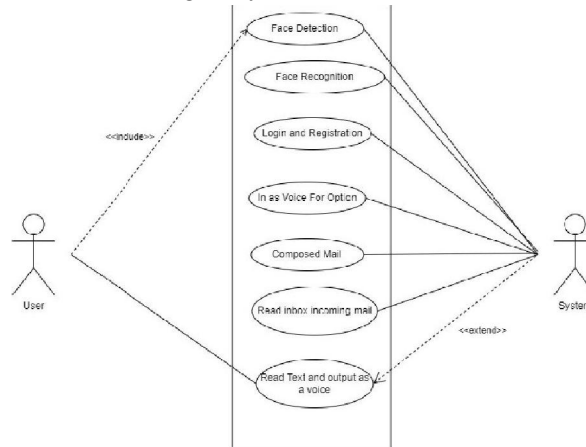 Face Detection
Face Recognition
<<include>>
Login and Registration
In as Voice For Option
Composed Mail
User
System
Read inbox incoming mail
<<extend>>
Read Text and output as
a voice